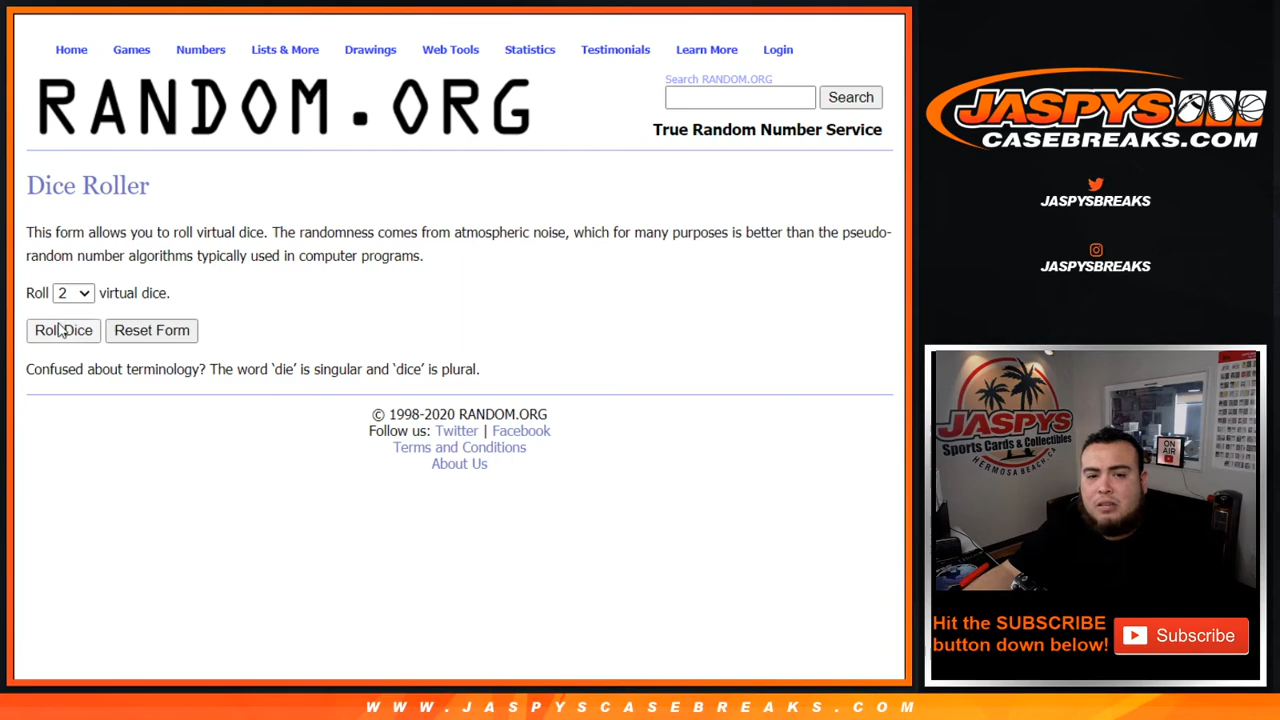 Home Games Numbers Lists & More Drawings Web Tools Statistics Testimonials Learn More Login
RANDOM.ORG
Search RANDOM.ORG
Search
True Random Number Service
Dice Roller
This form allows you to roll virtual dice. The randomness comes from atmospheric noise, which for many purposes is better than the pseudo-
random number algorithms typically used in computer programs.
Roll 2 virtual dice.
Roll Dice Reset Form
Confused about terminology? The word 'die' is singular and 'dice' is plural.
© 1998-2020 RANDOM.ORG
Follow us: Twitter | Facebook
Terms and Conditions
About Us
JASPYS
CASEBREAKS.COM
JASPYSBREAKS
JASPYSBREAKS
JASPYS
Sports Cards & Collectibles
HERMOSA BEACH, CA
ON
AIR
Hit the SUBSCRIBE
button down below!
Subscribe
WWW.JASPYSCASEBREAKS.COM